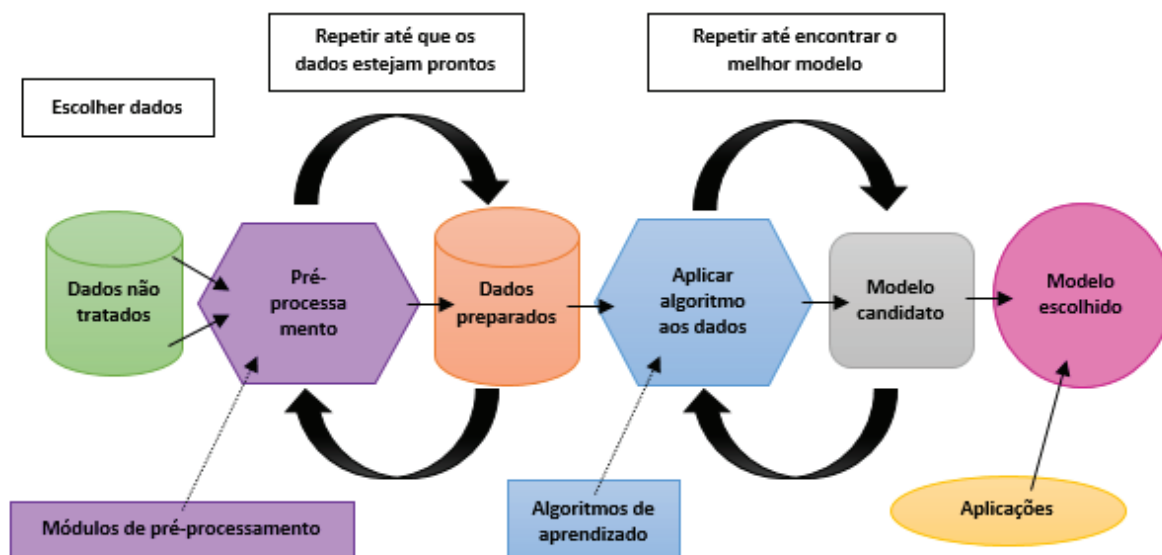 Repetir até que os
dados estejam prontos
Repetir até encontrar o
melhor modelo
Escolher dados
Dados não
tratados
Pré-
processa
mento
Dados
preparados
Aplicar
algoritmo
aos dados
Modelo
candidato
Modelo
escolhido
Módulos de pré-processamento
Algoritmos de
aprendizado
Aplicações